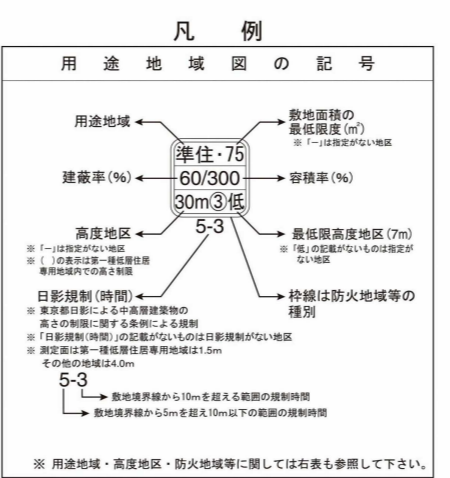 凡例
用途地域図の記号
用途地域
敷地面積の
最低限度(㎡)
※「−」は指定がない地区
準住・75
建蔽率(%)
60/300
容積率(%)
30m③低
高度地区
5-3
最低限高度地区(7m)
※「−」は指定がない地区
※「低」の記載がないものは指定が
ない地区
※( )の表示は第一種低層住居
専用地域内での高さ制限
日影規制(時間)
枠線は防火地域等の
種別
※ 東京都日影による中高層建築物の
高さの制限に関する条例による規制
※「日影規制(時間)」の記載がないものは日影規制がない地区
※ 測定面は第一種低層住居専用地域は1.5m
その他の地域は4.0m
5-3
敷地境界線から10mを超える範囲の規制時間
敷地境界線から5mを超え10m以下の範囲の規制時間
※ 用途地域・高度地区・防火地域等に関しては右表も参照して下さい。